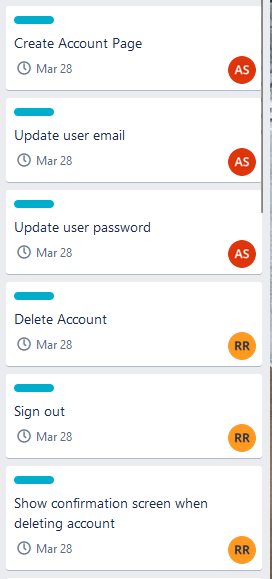 Create Account Page
Mar 28
AS
Update user email
Mar 28
AS
Update user password
Mar 28
AS
Delete Account
Mar 28
RR
Sign out
Mar 28
RR
Show confirmation screen when
deleting account
Mar 28
RR